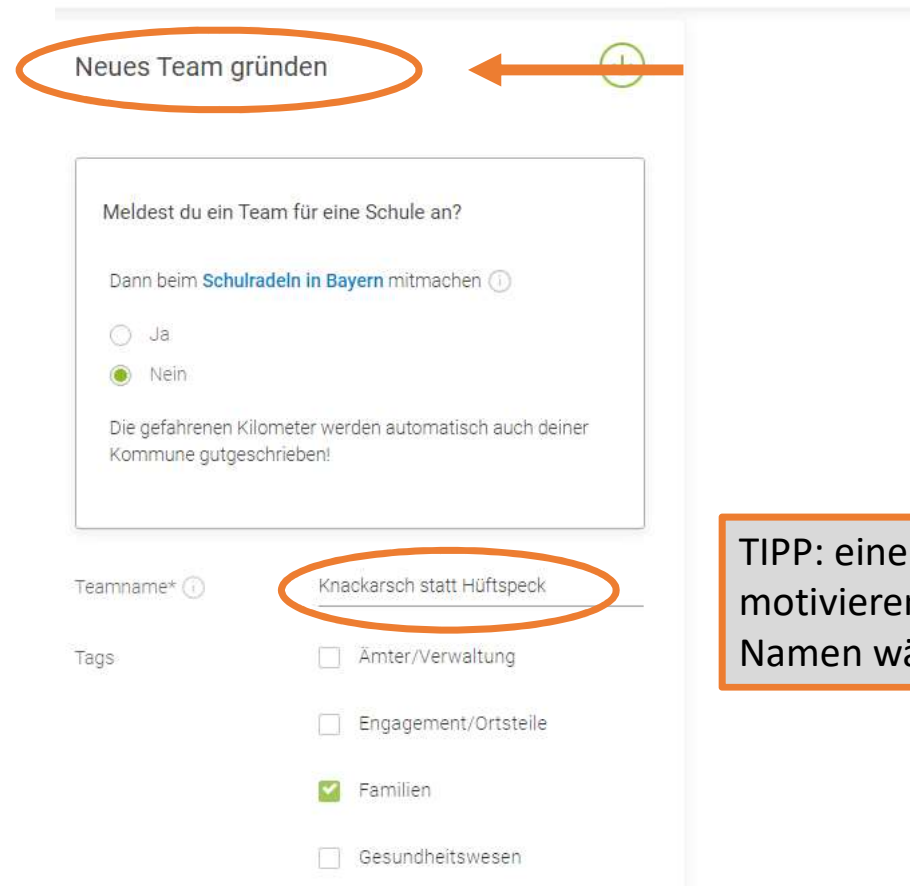 Neues Team gründen
Meldest du ein Team für eine Schule an?
Dann beim Schulradeln in Bayern mitmachen
Ja
Nein
Die gefahrenen Kilometer werden automatisch auch deiner
Kommune gutgeschrieben!
Teamname* Knackarsch statt Hüftspeck
TIPP: eine
motiviere
Namen wä
Tags
Ämter/Verwaltung
Engagement/Ortsteile
Familien
Gesundheitswesen